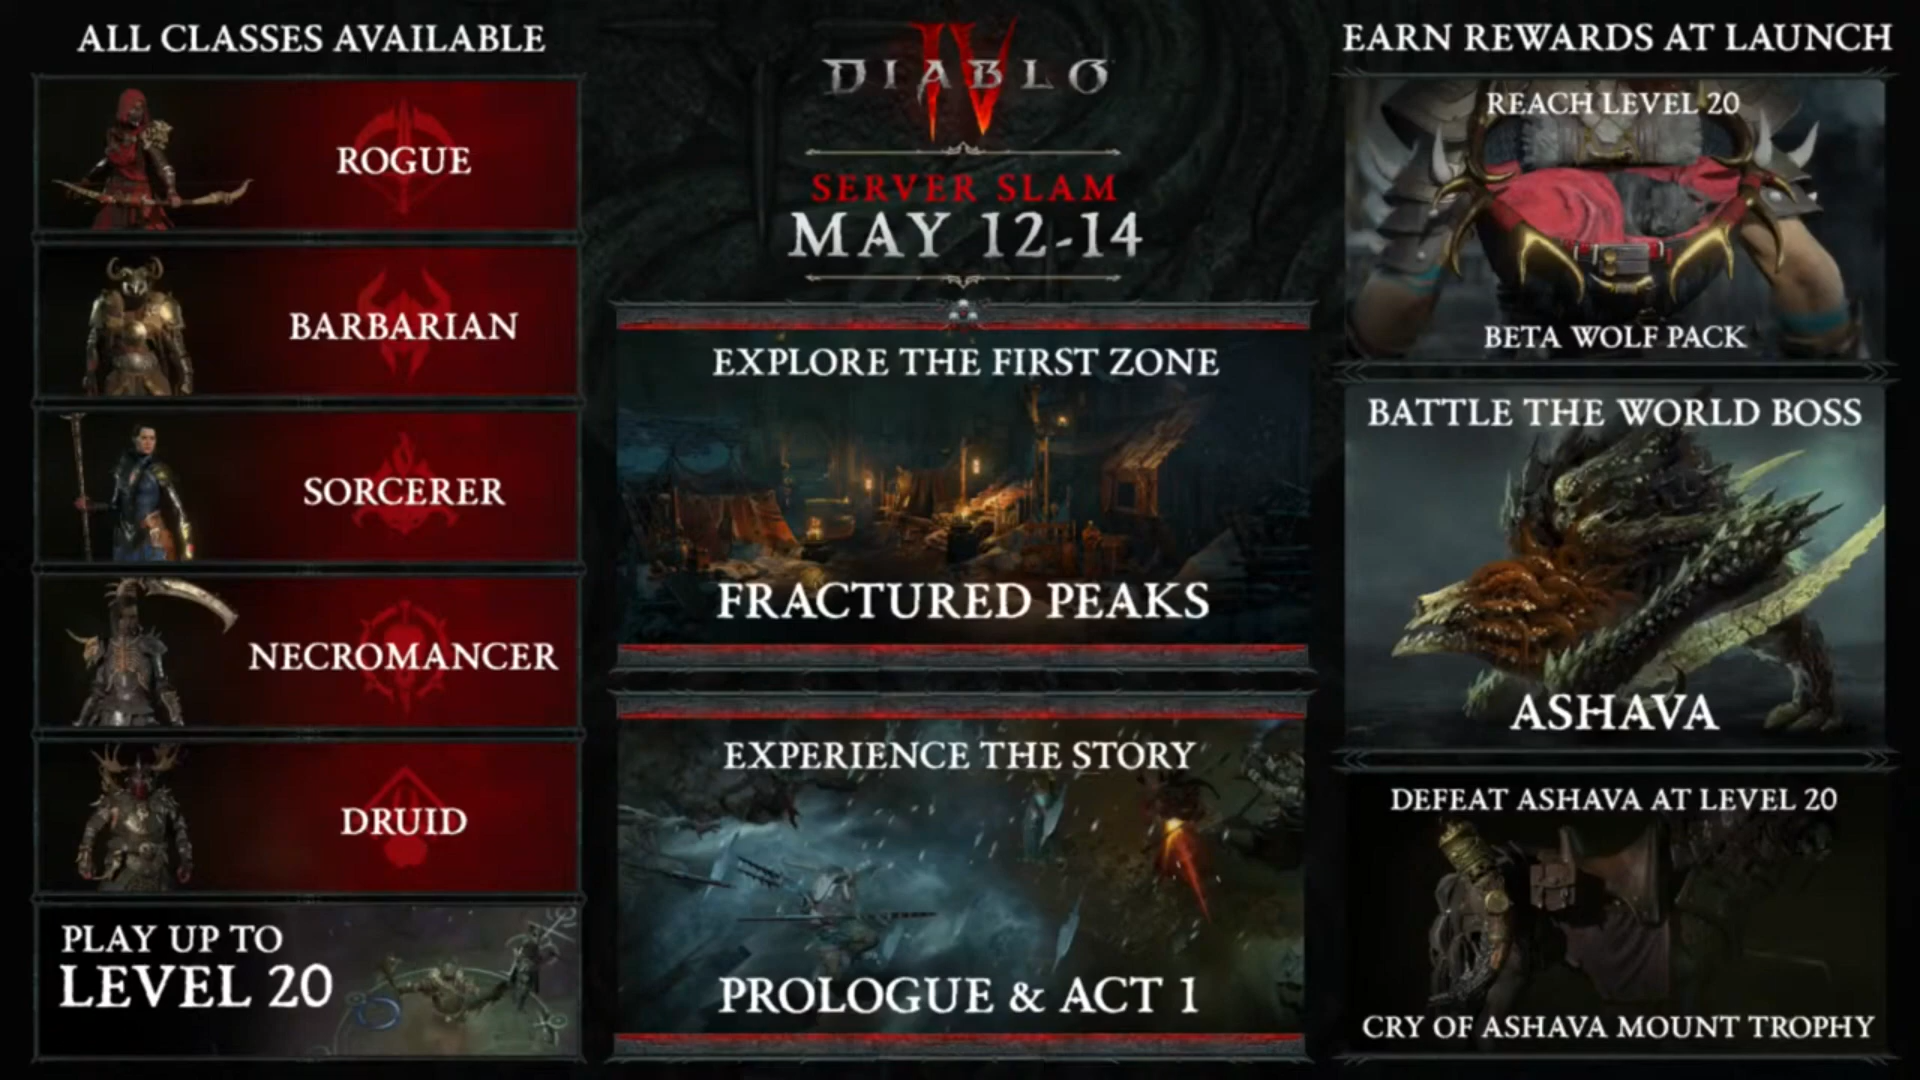 ALL CLASSES AVAILABLE
ROGUE
BARBARIAN
SORCERER
NECROMANCER
DRUID
PLAY UP TO
LEVEL 20
DIABLO
IV
SERVER SLAM
MAY 12-14
EXPLORE THE FIRST ZONE
FRACTURED PEAKS
EXPERIENCE THE STORY
PROLOGUE & ACT 1
EARN REWARDS AT LAUNCH
REACH LEVEL 20
BETA WOLF PACK
BATTLE THE WORLD BOSS
ASHAVA
DEFEAT ASHAVA AT LEVEL 20
CRY OF ASHAVA MOUNT TROPHY